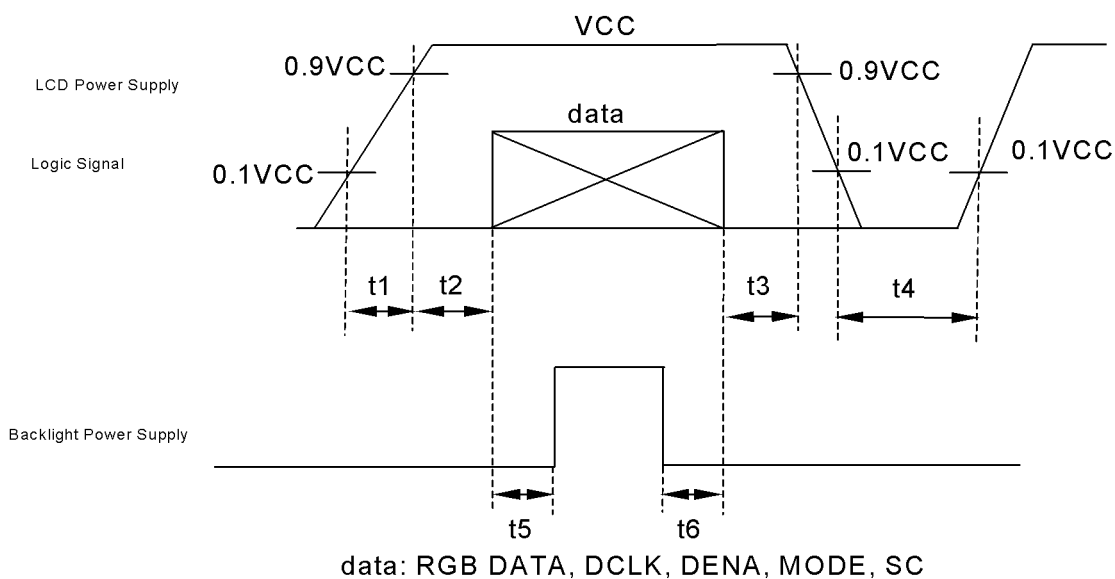 VCC
0.9VCC
0.9VCC
LCD Power Supply
data
Logic Signal
0.1VCC
0.1VCC
0.1VCC
t1
t2
t3
t4
Backlight Power Supply
t5
t6
data: RGB DATA, DCLK, DENA, MODE, SC